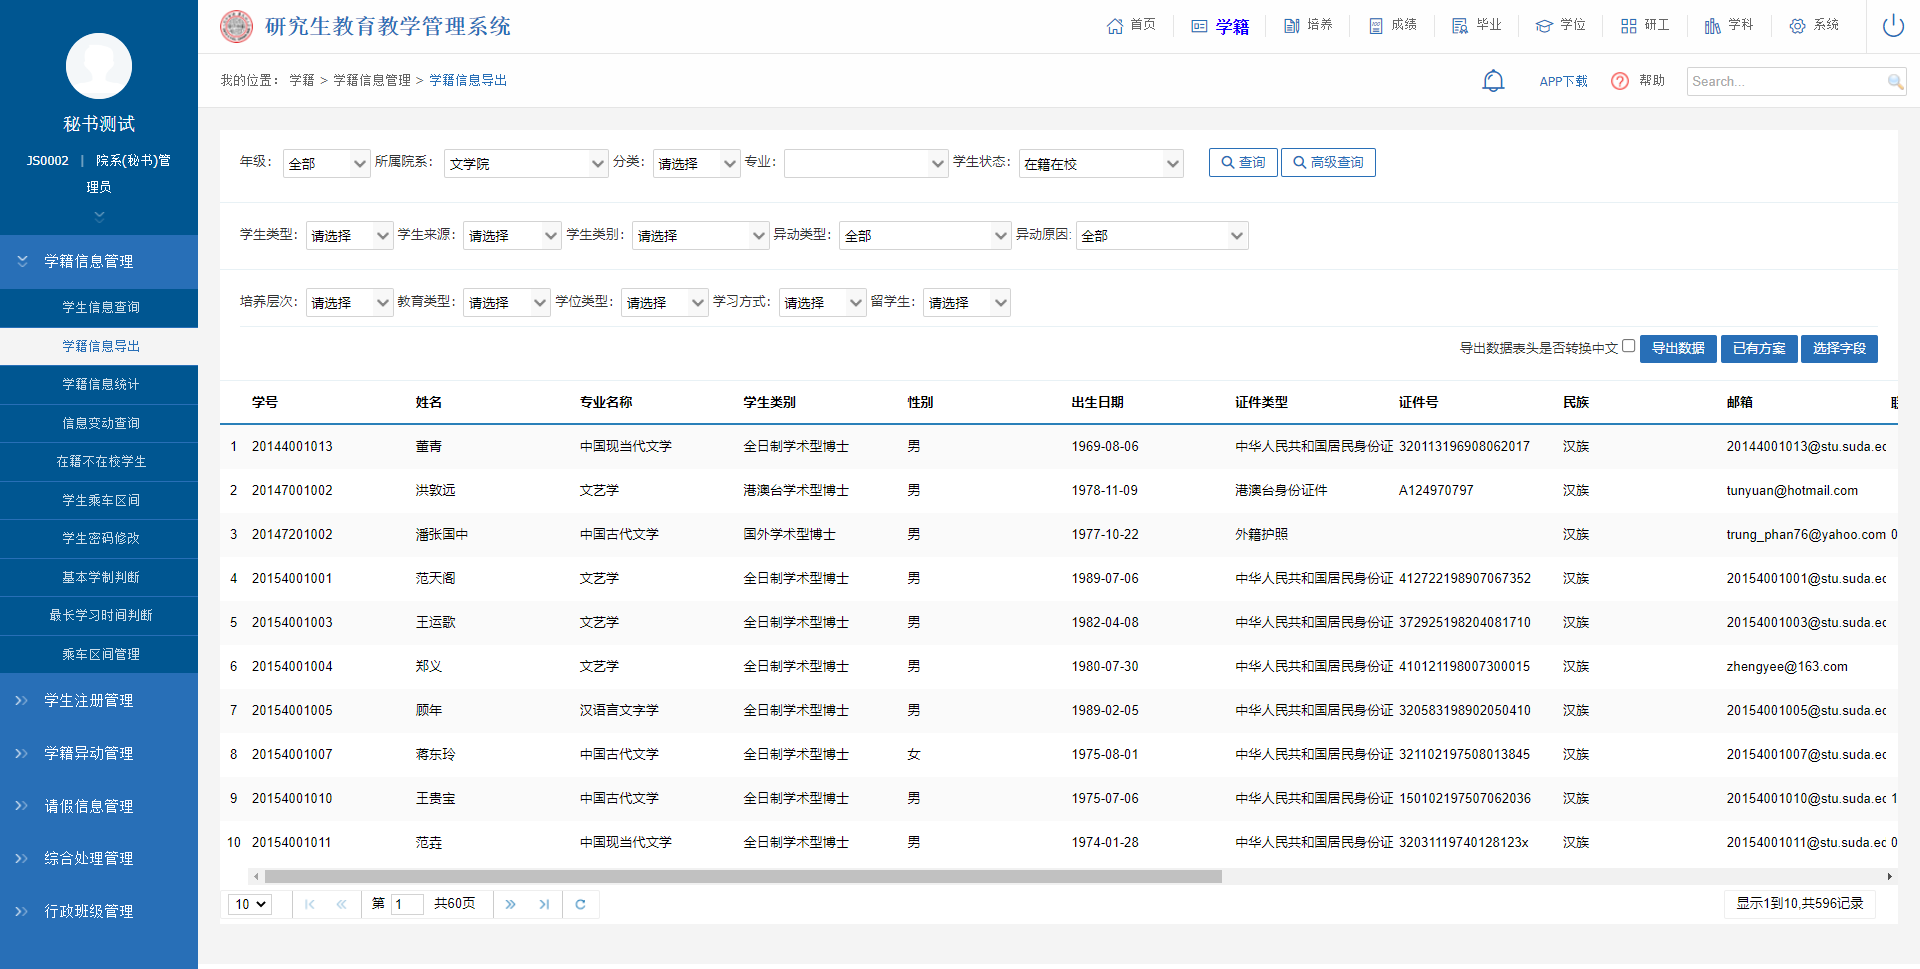 研究生教育教学管理系统
首页 学籍 培养 成绩 毕业 学位 研工 学科 系统
我的位置： 学籍 > 学籍信息管理 > 学籍信息导出
APP下载 帮助 Search...
秘书测试
JS0002 | 院系(秘书)管
理员
学籍信息管理
学生信息查询
学籍信息导出
学籍信息统计
信息变动查询
在籍不在校学生
学生乘车区间
学生密码修改
基本学制判断
最长学习时间判断
乘车区间管理
学生注册管理
学籍异动管理
请假信息管理
综合处理管理
行政班级管理
年级： 全部 所属院系： 文学院 分类： 请选择 专业： 学生状态： 在籍在校 查询 高级查询
学生类型： 请选择 学生来源： 请选择 学生类别： 请选择 异动类型： 全部 异动原因： 全部
培养层次： 请选择 教育类型： 请选择 学位类型： 请选择 学习方式： 请选择 留学生： 请选择
导出数据表头是否转换中文 导出数据 已有方案 选择字段
学号 姓名 专业名称 学生类别 性别 出生日期 证件类型 证件号 民族 邮箱
1 20144001013 董青 中国现当代文学 全日制学术型博士 男 1969-08-06 中华人民共和国居民身份证 320113196908062017 汉族 20144001013@stu.suda.ec
2 20147001002 洪敦远 文艺学 港澳台学术型博士 男 1978-11-09 港澳台身份证件 A124970797 汉族 tunyuan@hotmail.com
3 20147201002 潘张国中 中国古代文学 国外学术型博士 男 1977-10-22 外籍护照 汉族 trung_phan76@yahoo.com 0
4 20154001001 范天阁 文艺学 全日制学术型博士 男 1989-07-06 中华人民共和国居民身份证 412722198907067352 汉族 20154001001@stu.suda.ec
5 20154001003 王运歌 文艺学 全日制学术型博士 男 1982-04-08 中华人民共和国居民身份证 372925198204081710 汉族 20154001003@stu.suda.ec
6 20154001004 郑义 文艺学 全日制学术型博士 男 1980-07-30 中华人民共和国居民身份证 410121198007300015 汉族 zhengyee@163.com
7 20154001005 顾年 汉语言文字学 全日制学术型博士 男 1989-02-05 中华人民共和国居民身份证 320583198902050410 汉族 20154001005@stu.suda.ec
8 20154001007 蒋东玲 中国古代文学 全日制学术型博士 女 1975-08-01 中华人民共和国居民身份证 321102197508013845 汉族 20154001007@stu.suda.ec
9 20154001010 王贵宝 中国古代文学 全日制学术型博士 男 1975-07-06 中华人民共和国居民身份证 150102197507062036 汉族 20154001010@stu.suda.ec 1
10 20154001011 范垚 中国现当代文学 全日制学术型博士 男 1974-01-28 中华人民共和国居民身份证 32031119740128123x 汉族 20154001011@stu.suda.ec 0
10 第 1 共60页 显示1到10,共596记录